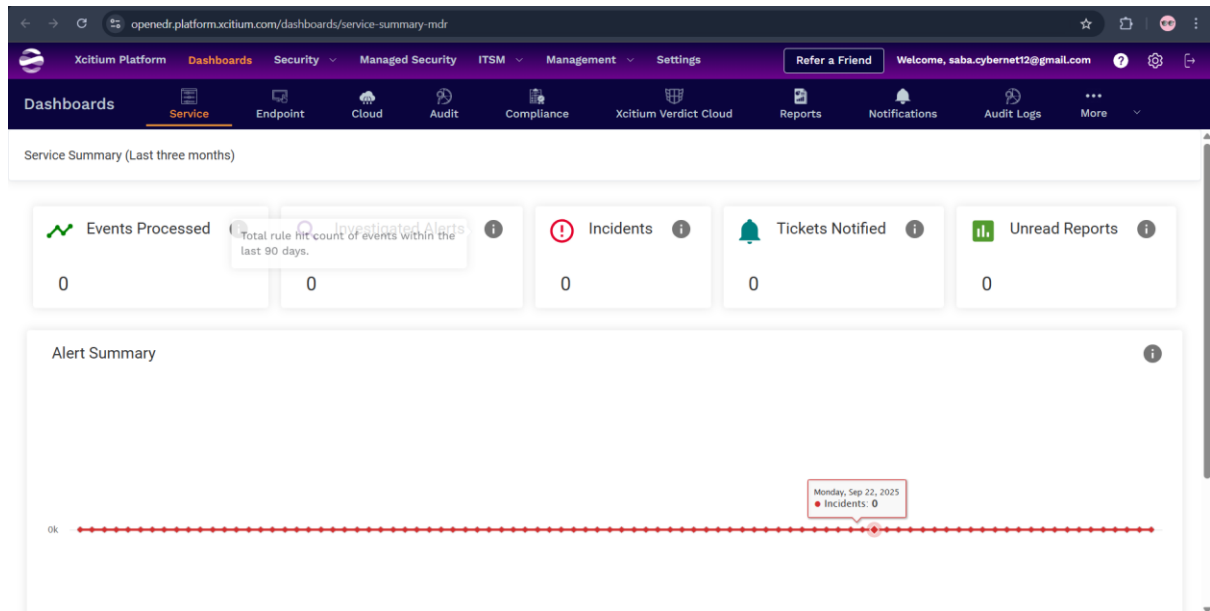 openedr.platform.xcitium.com/dashboards/service-summary-mdr
Xcitium Platform Dashboards Security Managed Security ITSM Management Settings Refer a Friend Welcome, saba.cybernet12@gmail.com
Dashboards Service Endpoint Cloud Audit Compliance Xcitium Verdict Cloud Reports Notifications Audit Logs More
Service Summary (Last three months)
Events Processed Investigated Alerts Incidents Tickets Notified Unread Reports
Total rule hit count of events within the
last 90 days.
0 0 0 0 0
Alert Summary
Monday, Sep 22, 2025
Incidents: 0
0k